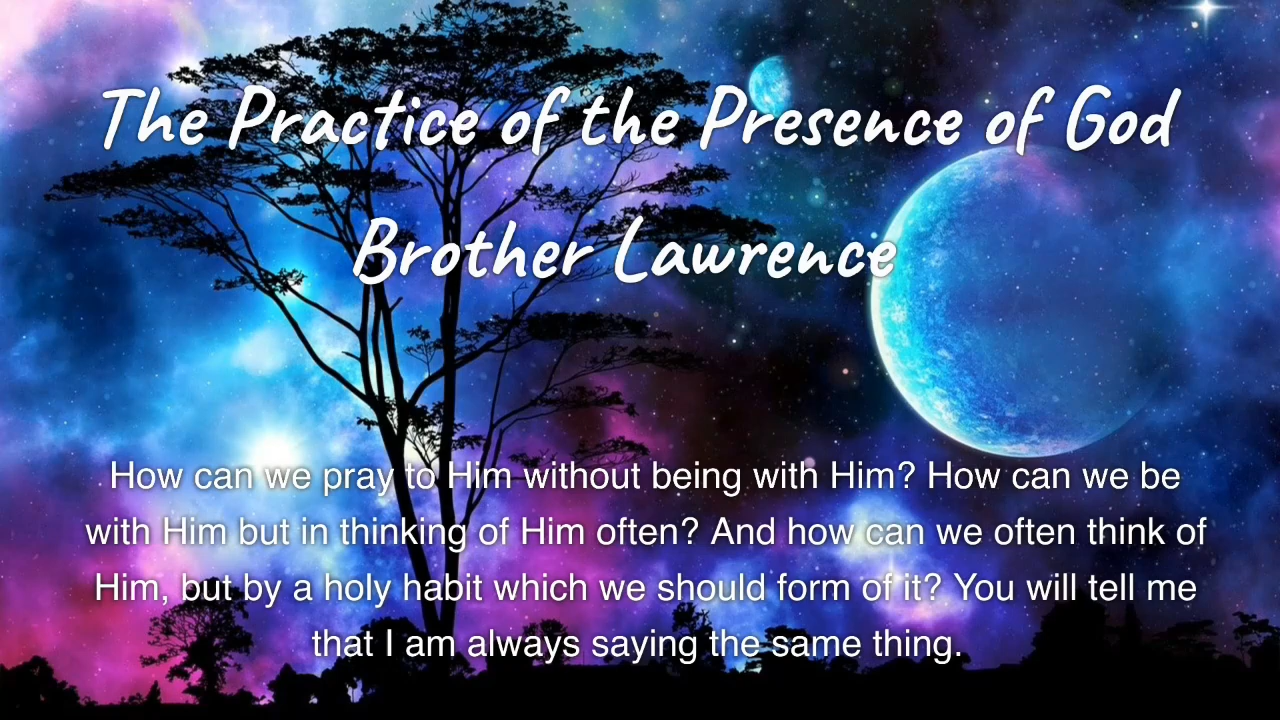 The Practice of the Presence of God
Brother Lawrence
How can we pray to Him without being with Him? How can we be
with Him but in thinking of Him often? And how can we often think of
Him, but by a holy habit which we should form of it? You will tell me
that I am always saying the same thing.